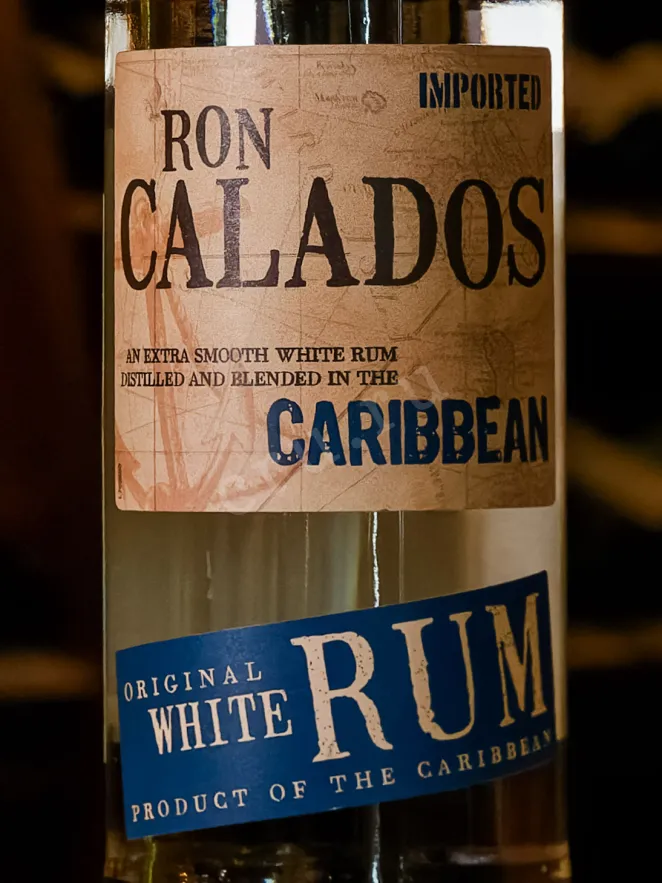 IMPORTED
RON
CALADOS
AN EXTRA SMOOTH WHITE RUM
DISTILLED AND BLENDED IN THE
CARIBBEAN
ORIGINAL
WHITE RUM
PRODUCT OF THE CARIBBEAN